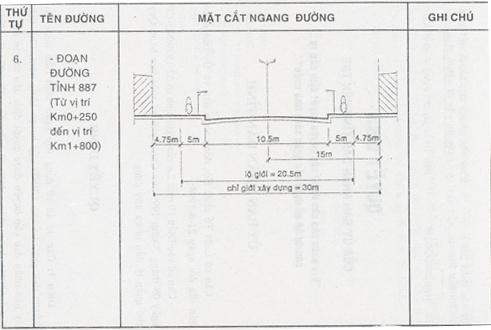 THỨ TỰ
TÊN ĐƯỜNG
MẶT CẮT NGANG ĐƯỜNG
GHI CHÚ
6.
- ĐOẠN
ĐƯỜNG
TỈNH 887
(Từ vị trí
Km0+250
đến vị trí
Km1+800)
4.75m 5m 10.5m 5m 4.75m
15m
lộ giới = 20.5m
chỉ giới xây dựng = 30m